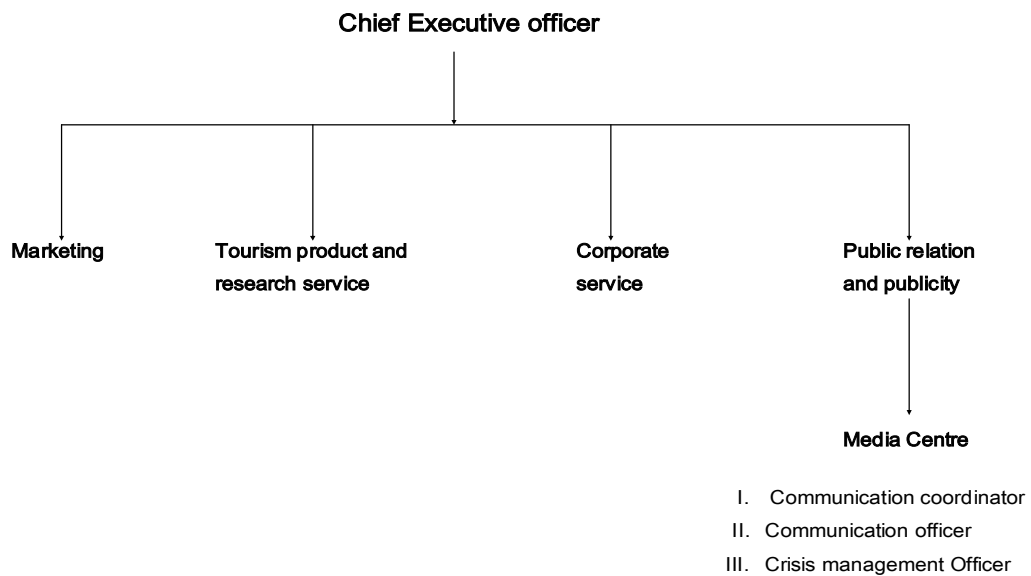 Chief Executive officer
Marketing
Tourism product and
research service
Corporate
service
Public relation
and publicity
Media Centre
I. Communication coordinator
II. Communication officer
III. Crisis management Officer